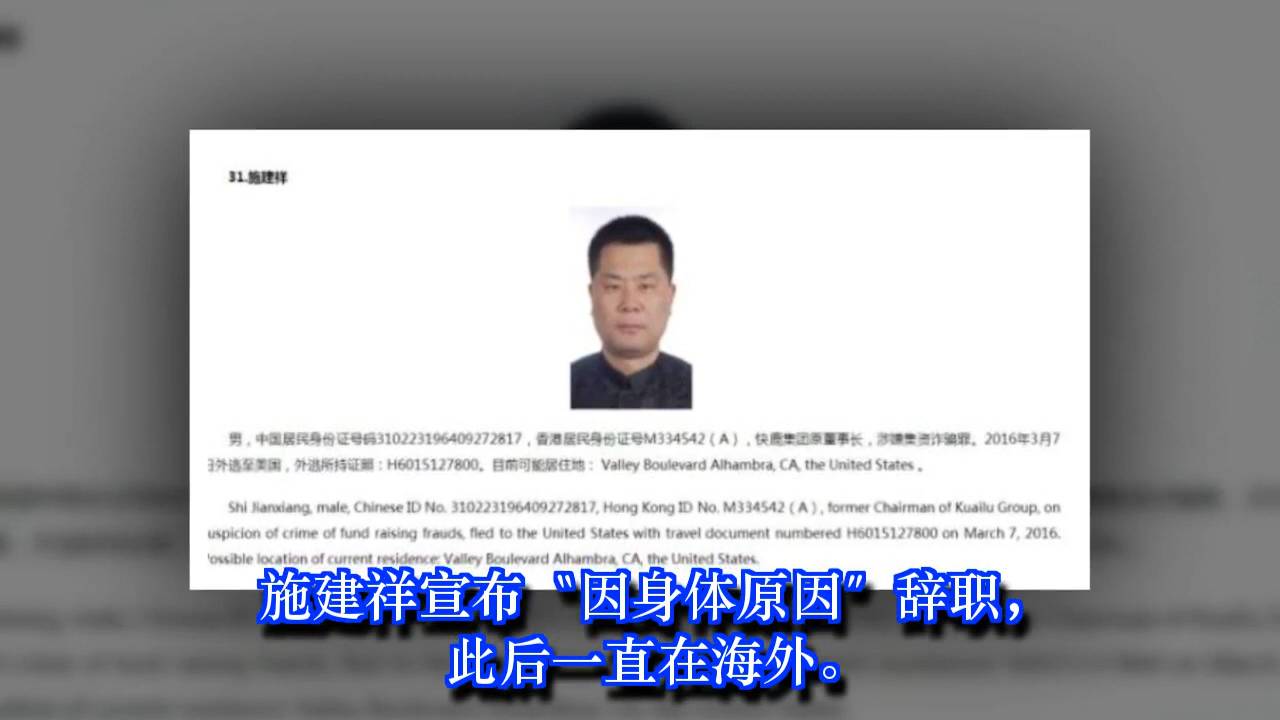 31.施建祥
男，中国居民身份证号码310223196409272817，香港居民身份证号M334542（A），快鹿集团原董事长，涉嫌集资诈骗罪。2016年3月7
日外逃至美国，外逃所持证照：H6015127800。目前可能居住地： Valley Boulevard Alhambra, CA, the United States 。
Shi Jianxiang, male, Chinese ID No. 310223196409272817, Hong Kong ID No. M334542 ( A ) , former Chairman of Kuailu Group, on
uspicion of crime of fund raising frauds, fled to the United States with travel document numbered H6015127800 on March 7, 2016.
ossible location of current residence: Valley Boulevard Alhambra, CA, the United States.
施建祥宣布“因身体原因”辞职，
此后一直在海外。